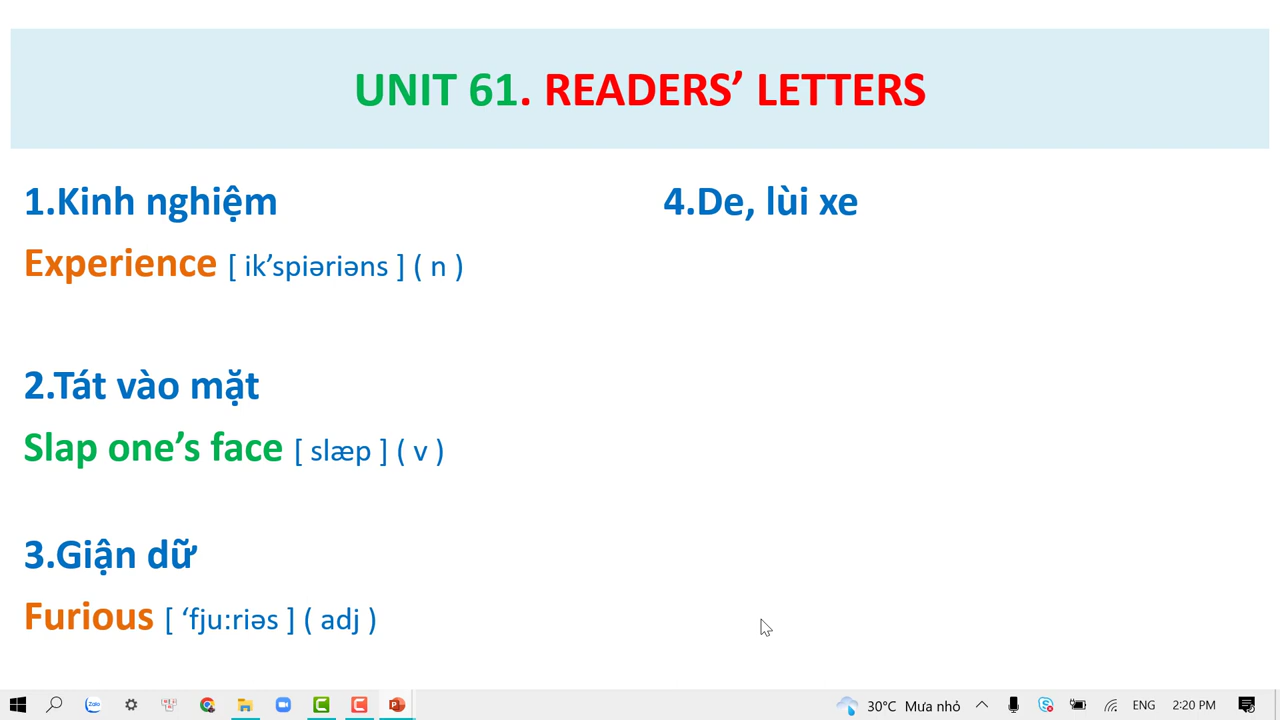 UNIT 61. READERS’ LETTERS
1.Kinh nghiệm
Experience [ ik’spiəriəns ] ( n )
2.Tát vào mặt
Slap one’s face [ slæp ] ( v )
3.Giận dữ
Furious [ ‘fju:riəs ] ( adj )
4.De, lùi xe
Zalo
30°C Mưa nhỏ
ENG
2:20 PM